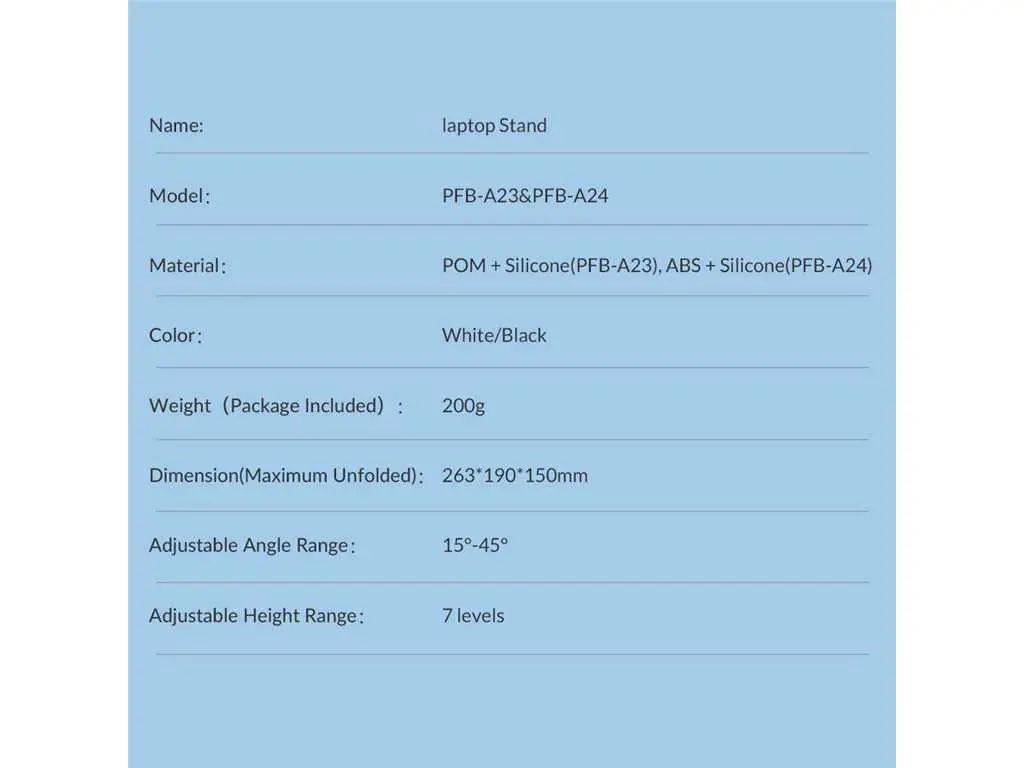 Name: laptop Stand
Model： PFB-A23&PFB-A24
Material： POM + Silicone(PFB-A23), ABS + Silicone(PFB-A24)
Color： White/Black
Weight（Package Included）： 200g
Dimension(Maximum Unfolded)： 263*190*150mm
Adjustable Angle Range： 15°-45°
Adjustable Height Range： 7 levels